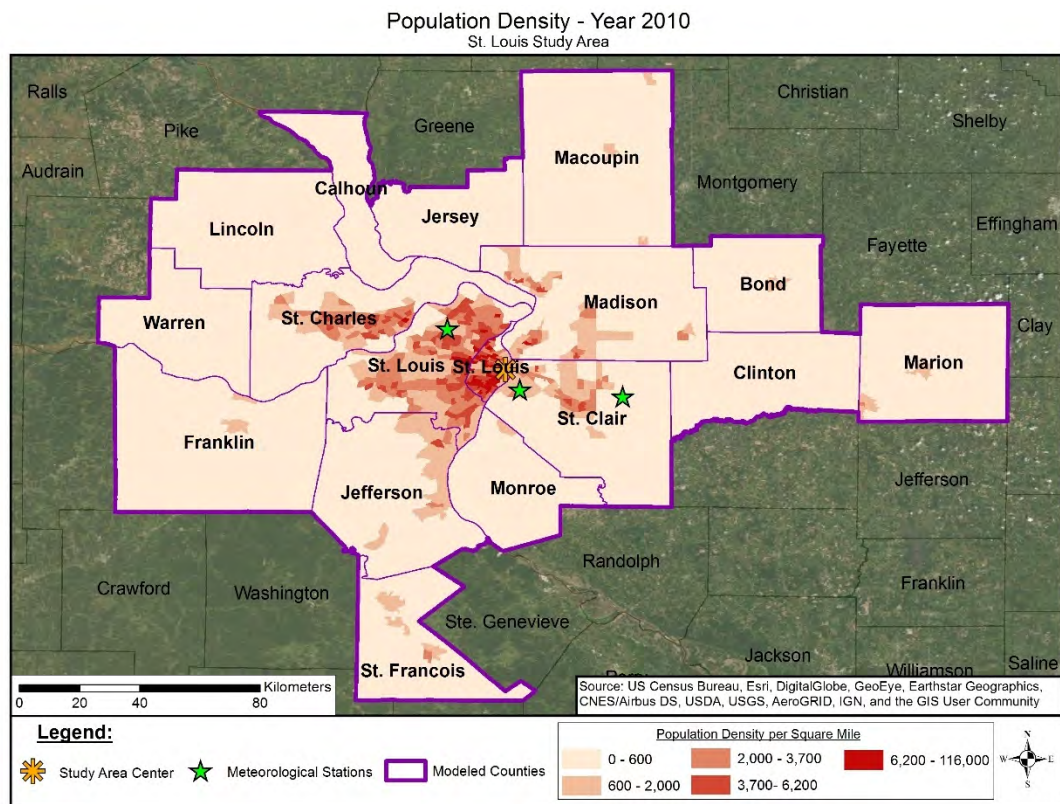 Population Density - Year 2010
St. Louis Study Area
Ralls
Pike
Greene
Christian
Shelby
Audrain
Macoupin
Montgomery
Calhoun
Jersey
Lincoln
Effingham
Fayette
Bond
Madison
Warren
St. Charles
Clay
St. Louis
St. Louis
Clinton
Marion
St. Clair
Franklin
Jefferson
Monroe
Jefferson
Randolph
Crawford
Washington
Franklin
Ste. Genevieve
Jackson
St. Francois
Williamson
Saline
Kilometers
0 20 40 80
Source: US Census Bureau, Esri, DigitalGlobe, GeoEye, Earthstar Geographics,
CNES/Airbus DS, USDA, USGS, AeroGRID, IGN, and the GIS User Community
Legend:
Study Area Center
Meteorological Stations
Modeled Counties
Population Density per Square Mile
0 - 600
2,000 - 3,700
6,200 - 116,000
600 - 2,000
3,700- 6,200
N
W E
S